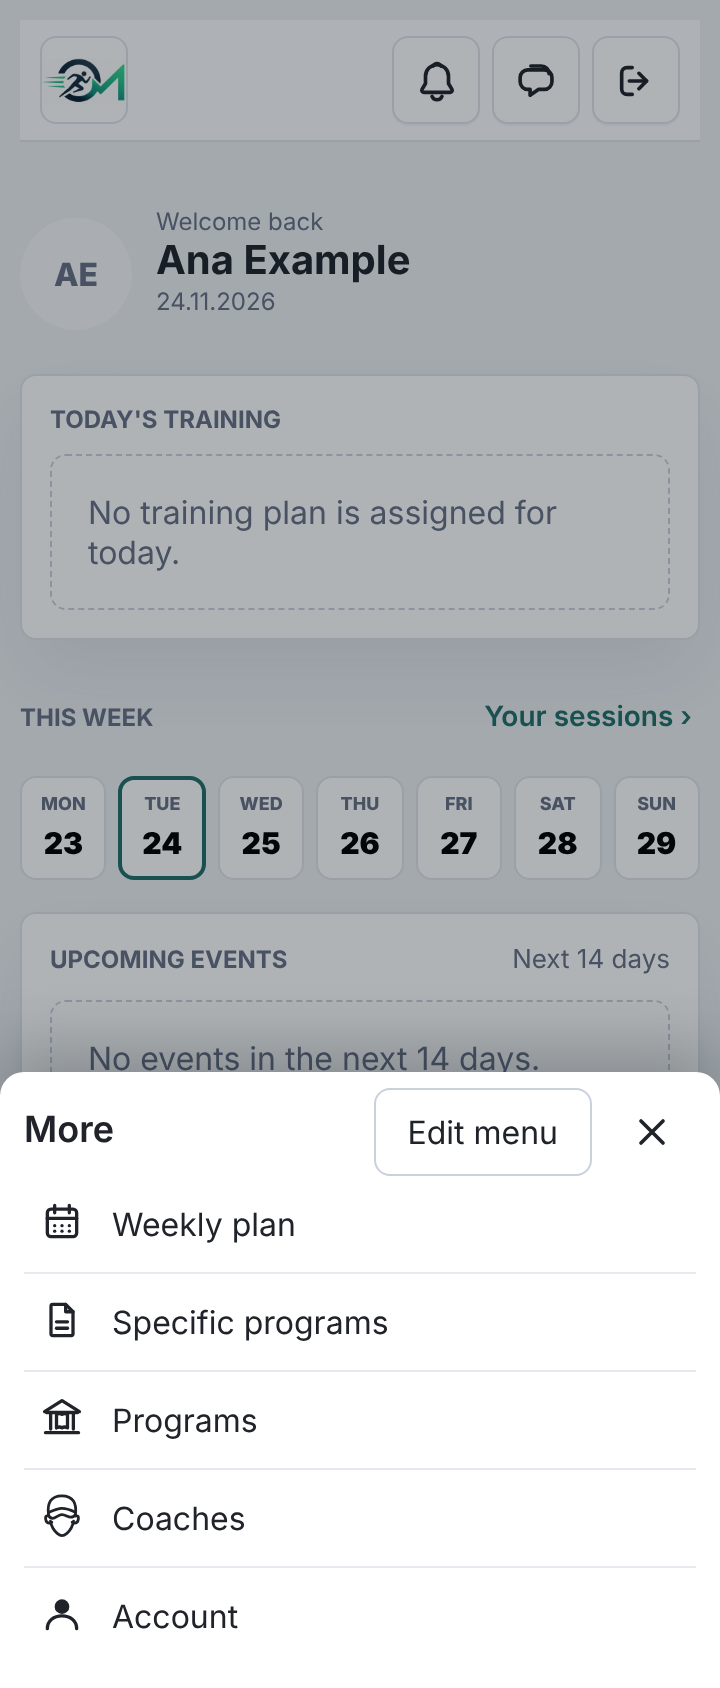 Welcome back
AE
Ana Example
24.11.2026
TODAY'S TRAINING
No training plan is assigned for
today.
THIS WEEK
Your sessions ›
MON TUE WED THU FRI SAT SUN
23 24 25 26 27 28 29
UPCOMING EVENTS
Next 14 days
No events in the next 14 days.
More
Edit menu
Weekly plan
Specific programs
Programs
Coaches
Account